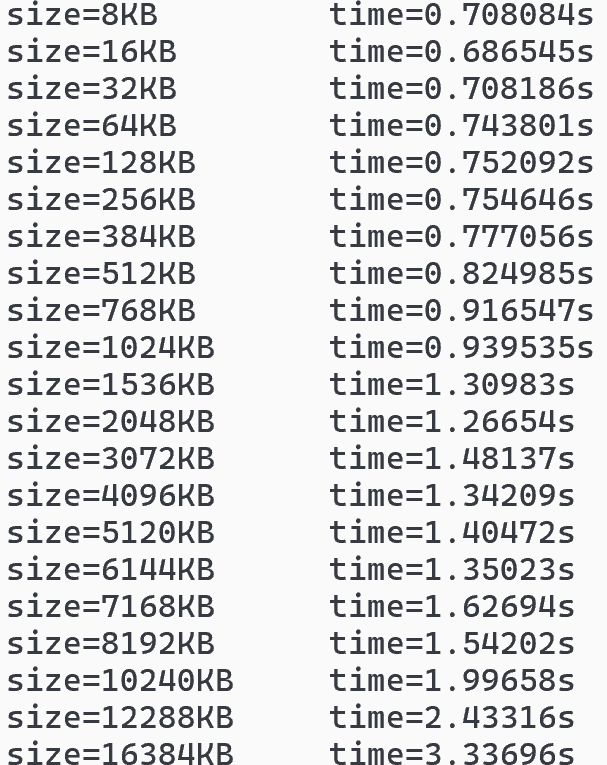 size=8KB time=0.708084s
size=16KB time=0.686545s
size=32KB time=0.708186s
size=64KB time=0.743801s
size=128KB time=0.752092s
size=256KB time=0.754646s
size=384KB time=0.777056s
size=512KB time=0.824985s
size=768KB time=0.916547s
size=1024KB time=0.939535s
size=1536KB time=1.30983s
size=2048KB time=1.26654s
size=3072KB time=1.48137s
size=4096KB time=1.34209s
size=5120KB time=1.40472s
size=6144KB time=1.35023s
size=7168KB time=1.62694s
size=8192KB time=1.54202s
size=10240KB time=1.99658s
size=12288KB time=2.43316s
size=16384KB time=3.33696s